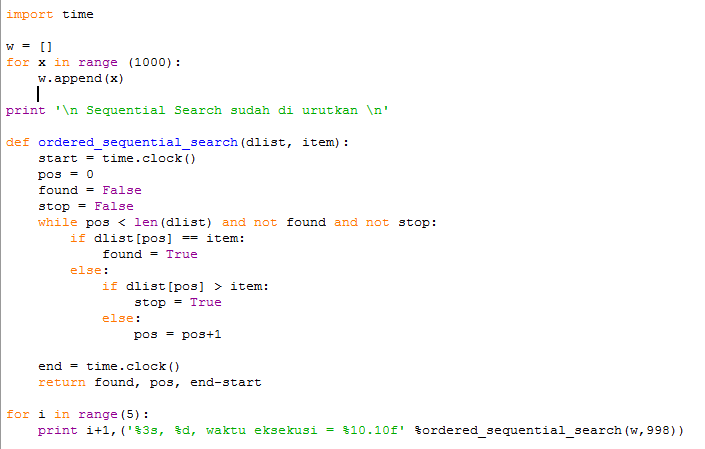 import time
w = []
for x in range (1000):
    w.append(x)
print '\n Sequential Search sudah di urutkan \n'
def ordered_sequential_search(dlist, item):
    start = time.clock()
    pos = 0
    found = False
    stop = False
    while pos < len(dlist) and not found and not stop:
        if dlist[pos] == item:
            found = True
        else:
            if dlist[pos] > item:
                stop = True
            else:
                pos = pos+1
    end = time.clock()
    return found, pos, end-start
for i in range(5):
    print i+1,('%3s, %d, waktu eksekusi = %10.10f' %ordered_sequential_search(w,998))